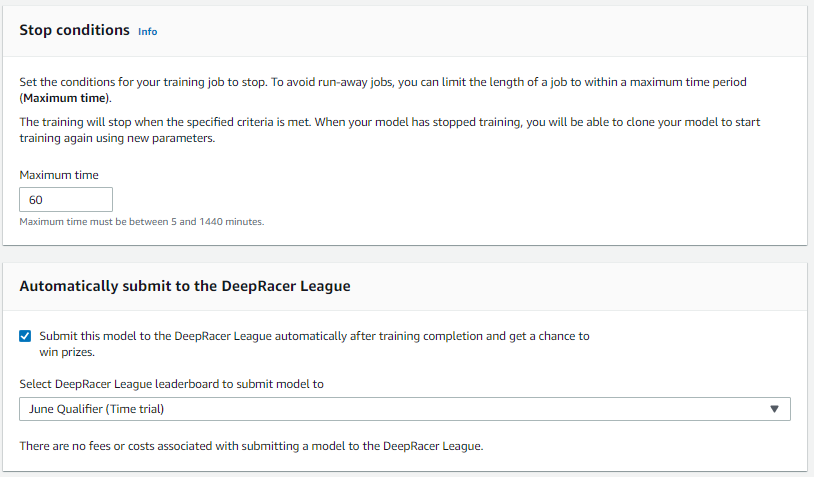 Stop conditions Info
Set the conditions for your training job to stop. To avoid run-away jobs, you can limit the length of a job to within a maximum time period
(Maximum time).
The training will stop when the specified criteria is met. When your model has stopped training, you will be able to clone your model to start
training again using new parameters.
Maximum time
60
Maximum time must be between 5 and 1440 minutes.
Automatically submit to the DeepRacer League
Submit this model to the DeepRacer League automatically after training completion and get a chance to
win prizes.
Select DeepRacer League leaderboard to submit model to
June Qualifier (Time trial)
There are no fees or costs associated with submitting a model to the DeepRacer League.